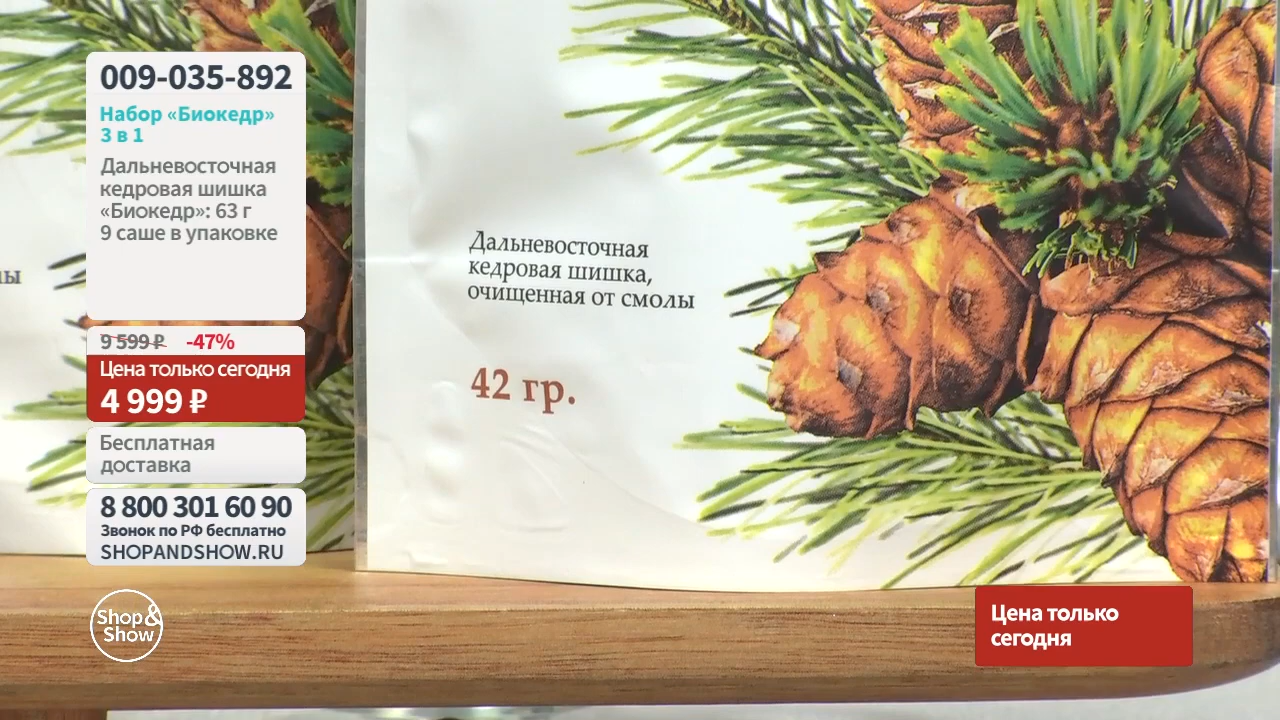 009-035-892
Набор «Биокедр»
3 в 1
Дальневосточная
кедровая шишка
«Биокедр»: 63 г
9 саше в упаковке
9 599 ₽ -47%
Цена только сегодня
4 999 ₽
Бесплатная
доставка
8 800 301 60 90
Звонок по РФ бесплатно
SHOPANDSHOW.RU
Shop&
Show
Дальневосточная
кедровая шишка,
очищенная от смолы
42 гр.
Цена только
сегодня